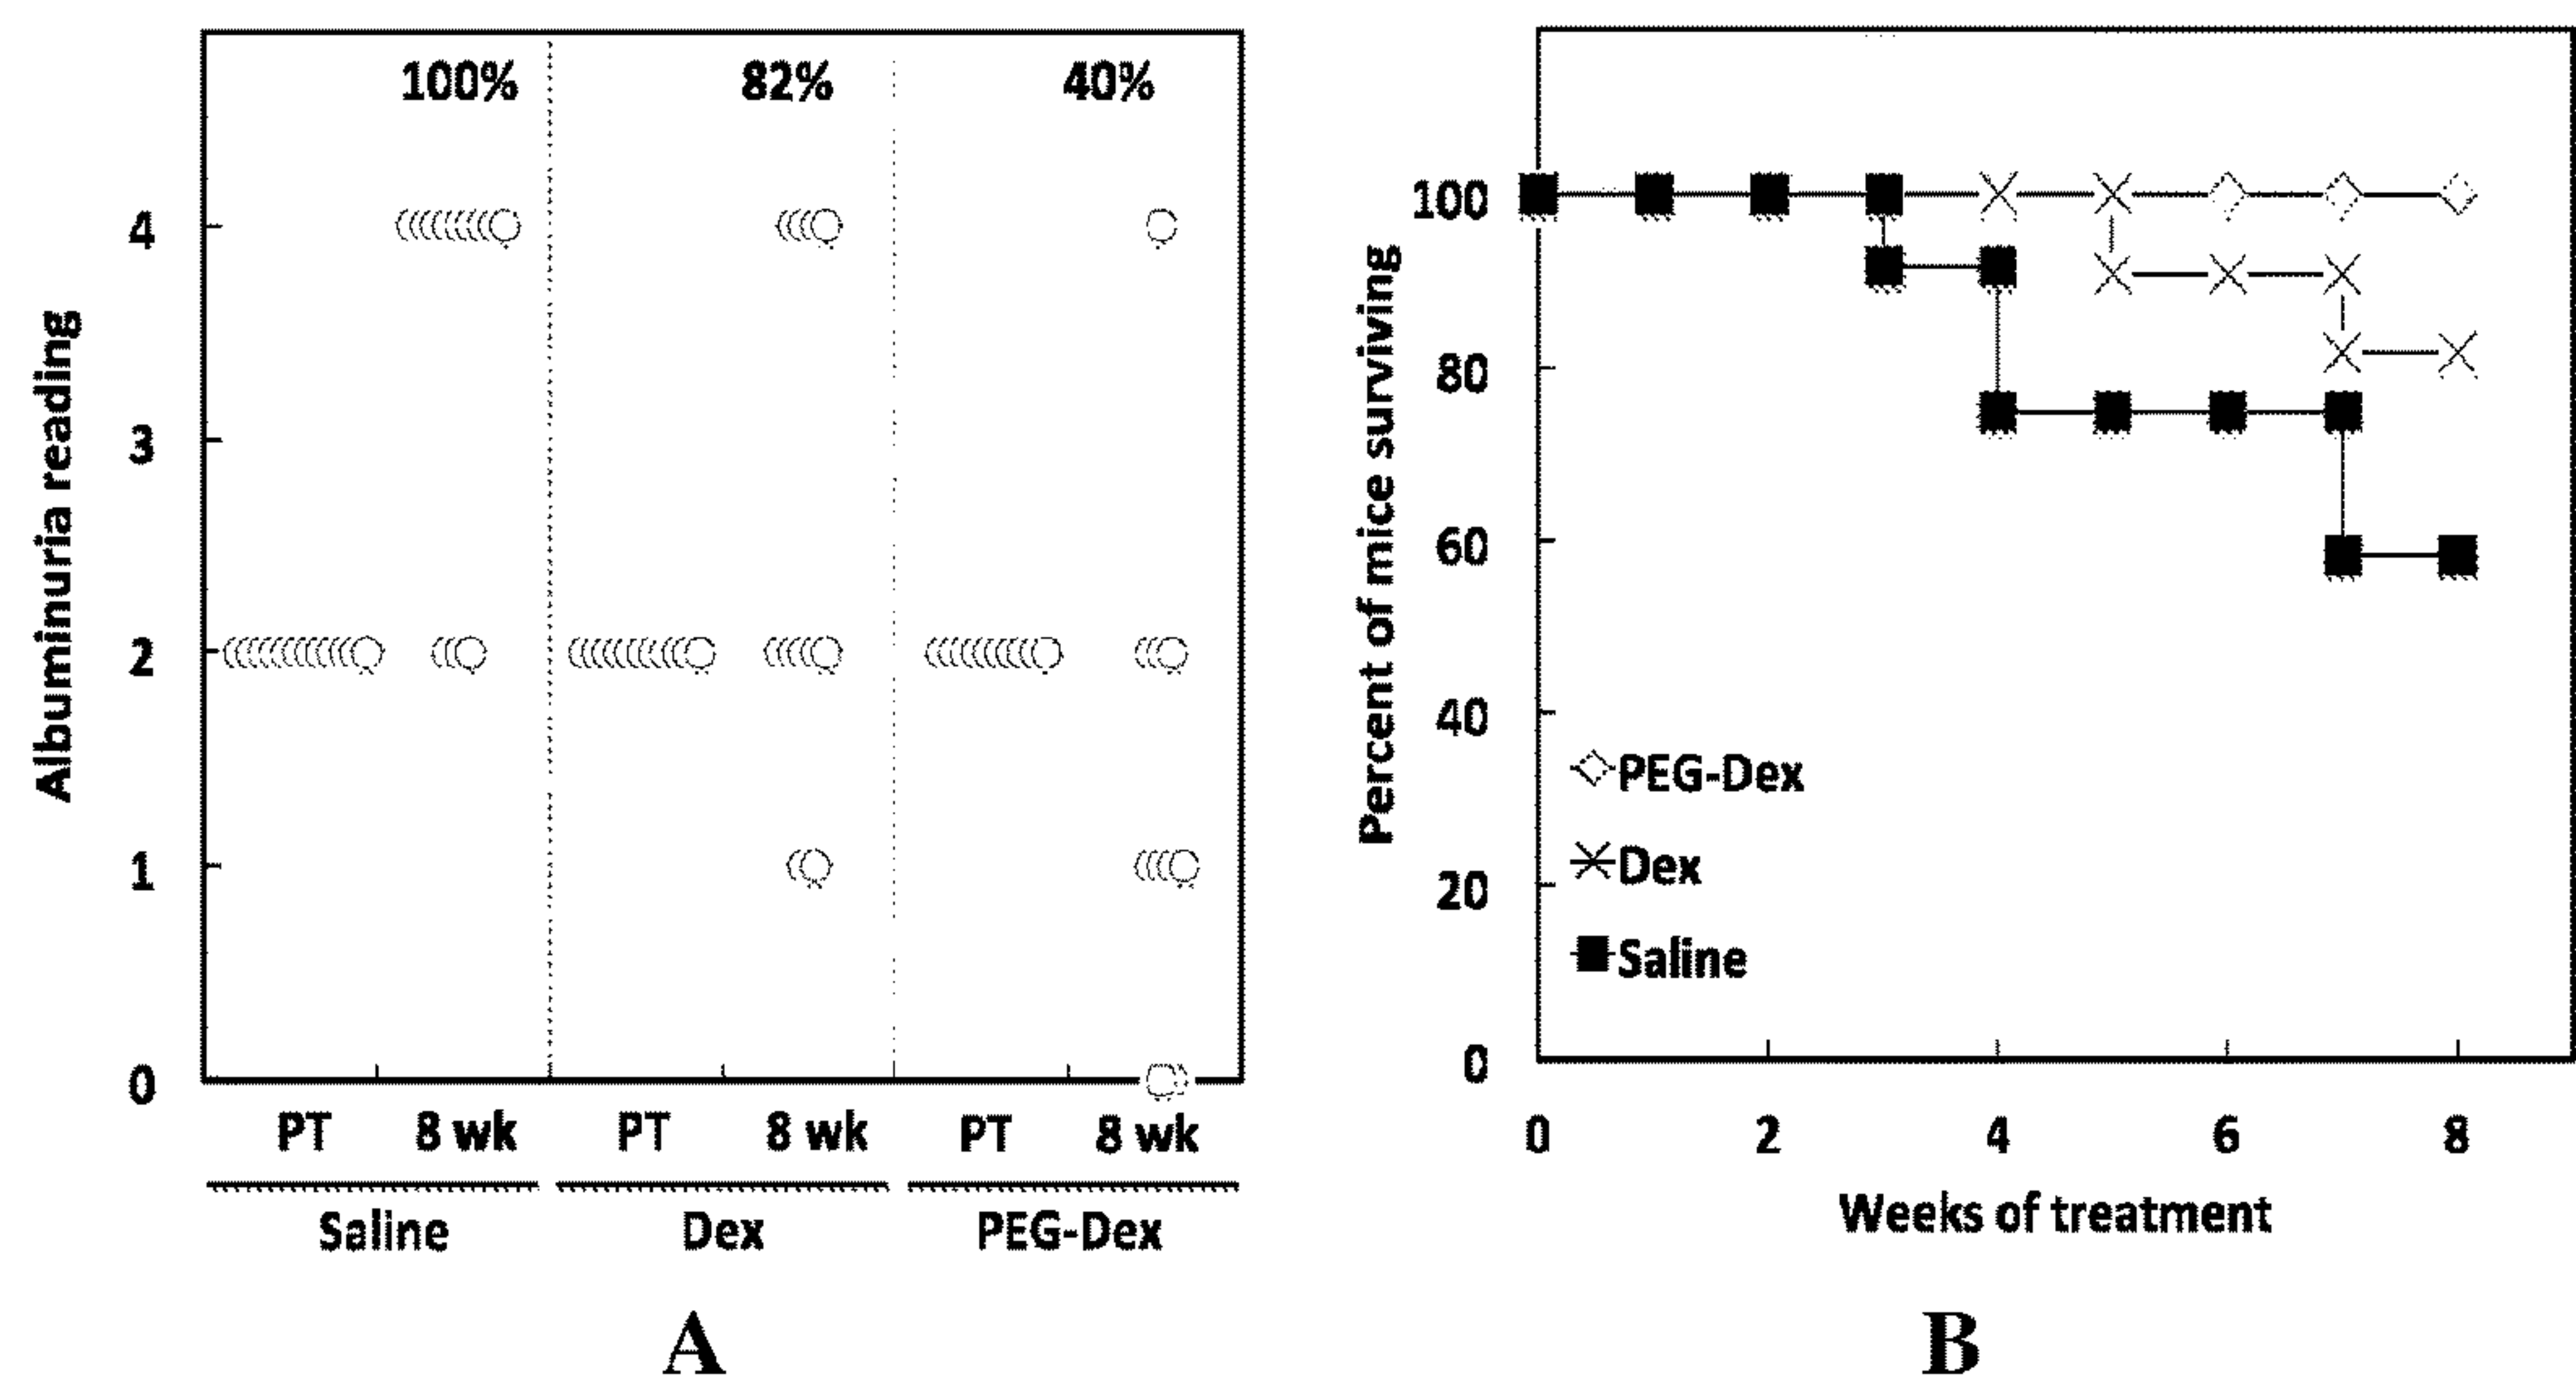 100% 82% 40%
4
3
2
1
0
Albuminuria reading
PT 8 wk PT 8 wk PT 8 wk
Saline Dex PEG-Dex
A
100
80
60
40
20
0
Percent of mice surviving
PEG-Dex
Dex
Saline
0 2 4 6 8
Weeks of treatment
B